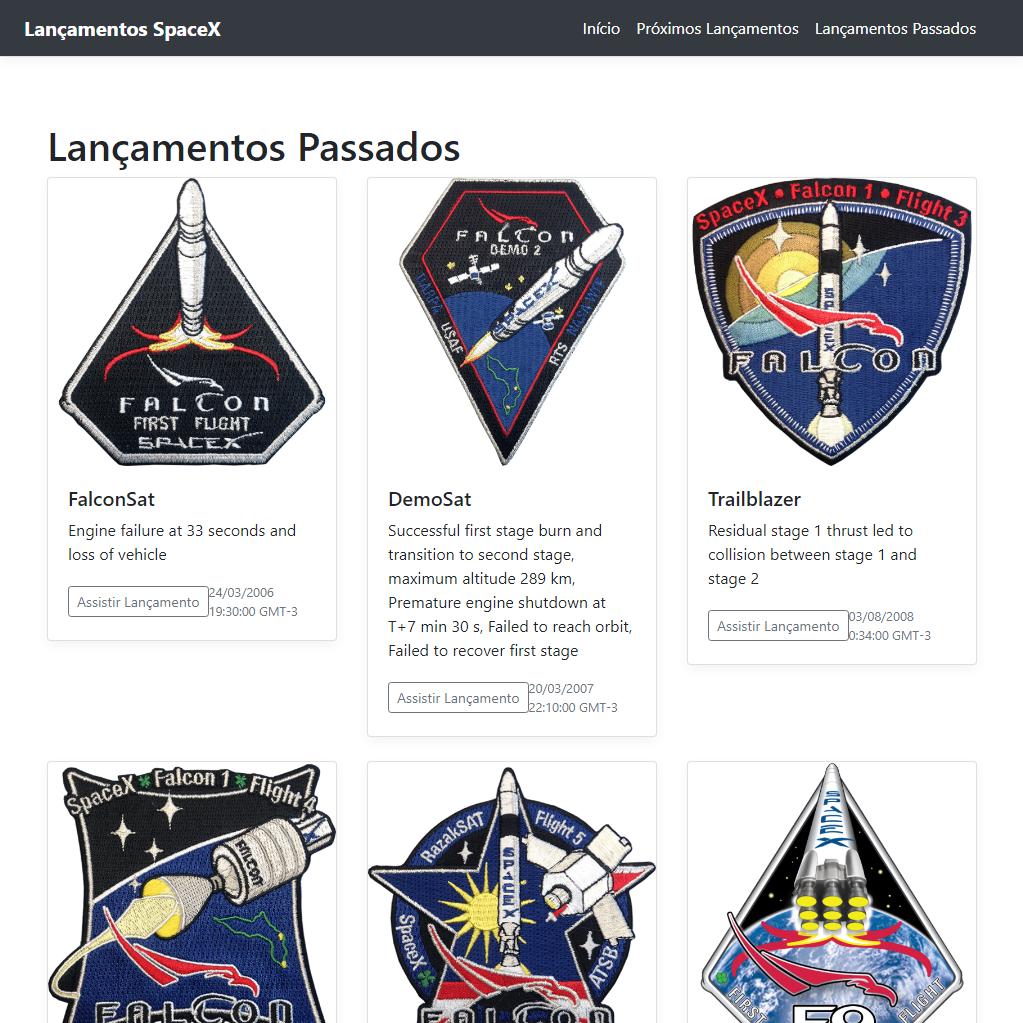 Lançamentos SpaceX
Início
Próximos Lançamentos
Lançamentos Passados
Lançamentos Passados
FALCON
FIRST FLIGHT
SPACEX
FALCON
DEMO 2
SPACEX
DARPA
USAF
RTS
NASA WFF
SpaceX • Falcon 1 • Flight 3
SPACEX
FALCON
FalconSat
Engine failure at 33 seconds and
loss of vehicle
Assistir Lançamento
24/03/2006
19:30:00 GMT-3
DemoSat
Successful first stage burn and
transition to second stage,
maximum altitude 289 km,
Premature engine shutdown at
T+7 min 30 s, Failed to reach orbit,
Failed to recover first stage
Assistir Lançamento
20/03/2007
22:10:00 GMT-3
Trailblazer
Residual stage 1 thrust led to
collision between stage 1 and
stage 2
Assistir Lançamento
03/08/2008
0:34:00 GMT-3
SpaceX Falcon 1 Flight 4
FALCON
FALCON
RazakSAT
Flight 5
SPACEX
SpaceX
ATSB
FALCON
SPACEX
FIRST
F9
FLIGHT